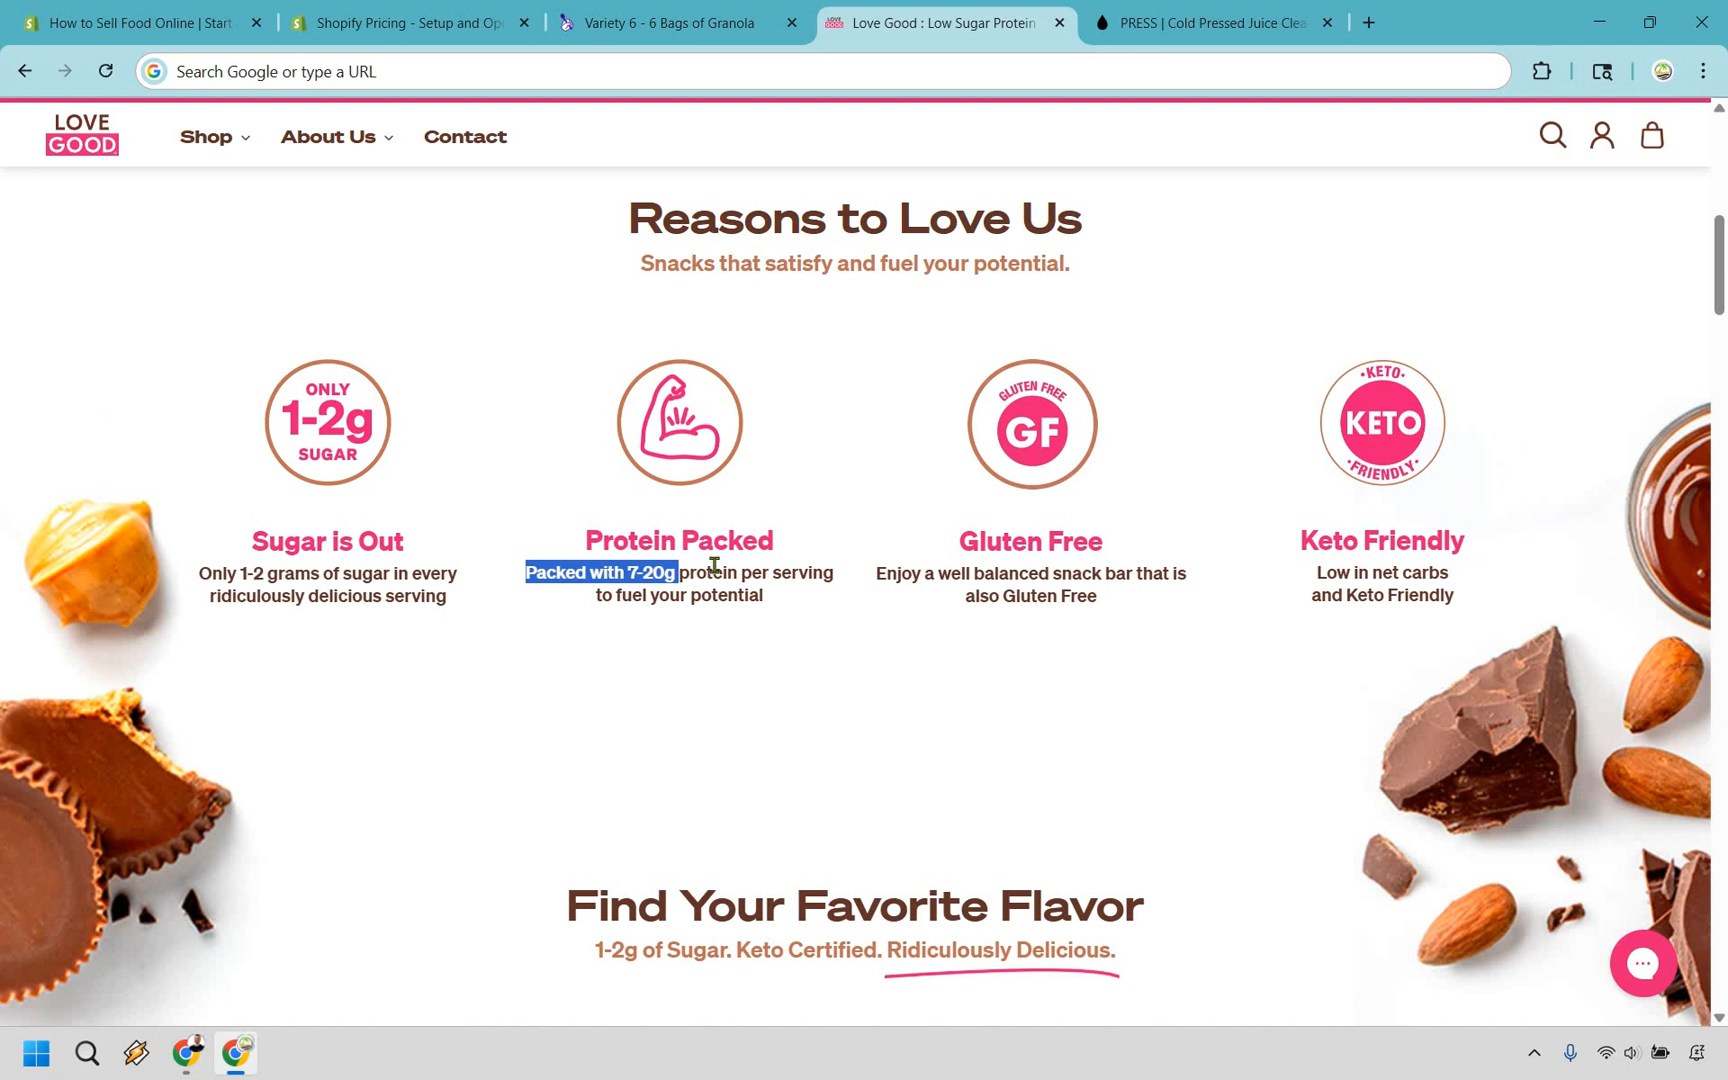 How to Sell Food Online | Start
Shopify Pricing - Setup and Op
Variety 6 - 6 Bags of Granola
Love Good : Low Sugar Protein
PRESS | Cold Pressed Juice Clea
Search Google or type a URL
LOVE
GOOD
Shop
About Us
Contact
Reasons to Love Us
Snacks that satisfy and fuel your potential.
ONLY
1-2g
SUGAR
GLUTEN FREE
GF
•KETO•
KETO
•FRIENDLY•
Sugar is Out
Only 1-2 grams of sugar in every
ridiculously delicious serving
Protein Packed
Packed with 7-20g protein per serving
to fuel your potential
Gluten Free
Enjoy a well balanced snack bar that is
also Gluten Free
Keto Friendly
Low in net carbs
and Keto Friendly
Find Your Favorite Flavor
1-2g of Sugar. Keto Certified. Ridiculously Delicious.